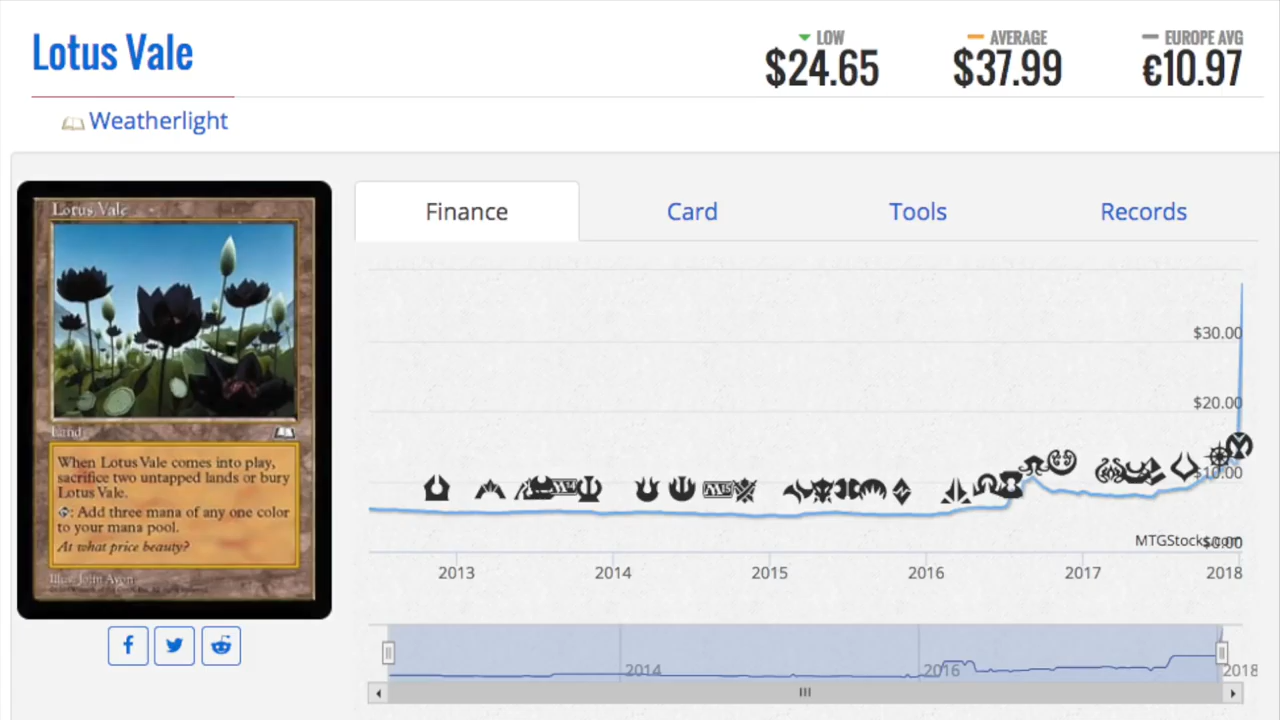 Lotus Vale
LOW
$24.65
AVERAGE
$37.99
EUROPE AVG
€10.97
Weatherlight
Lotus Vale
Land
When Lotus Vale comes into play,
sacrifice two untapped lands or bury
Lotus Vale.
: Add three mana of any one color
to your mana pool.
At what price beauty?
Illus. John Avon
Finance
Card
Tools
Records
$30.00
$20.00
$10.00
$0.00
MTGStocks.com
2013
2014
2015
2016
2017
2018
2014
2016
2018